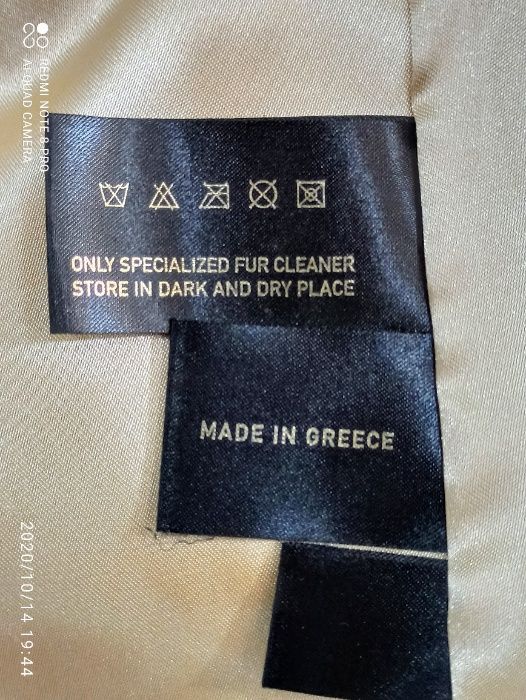 REDMI NOTE 8 PRO
AI QUAD CAMERA
ONLY SPECIALIZED FUR CLEANER
STORE IN DARK AND DRY PLACE
MADE IN GREECE
2020/10/14 19:44